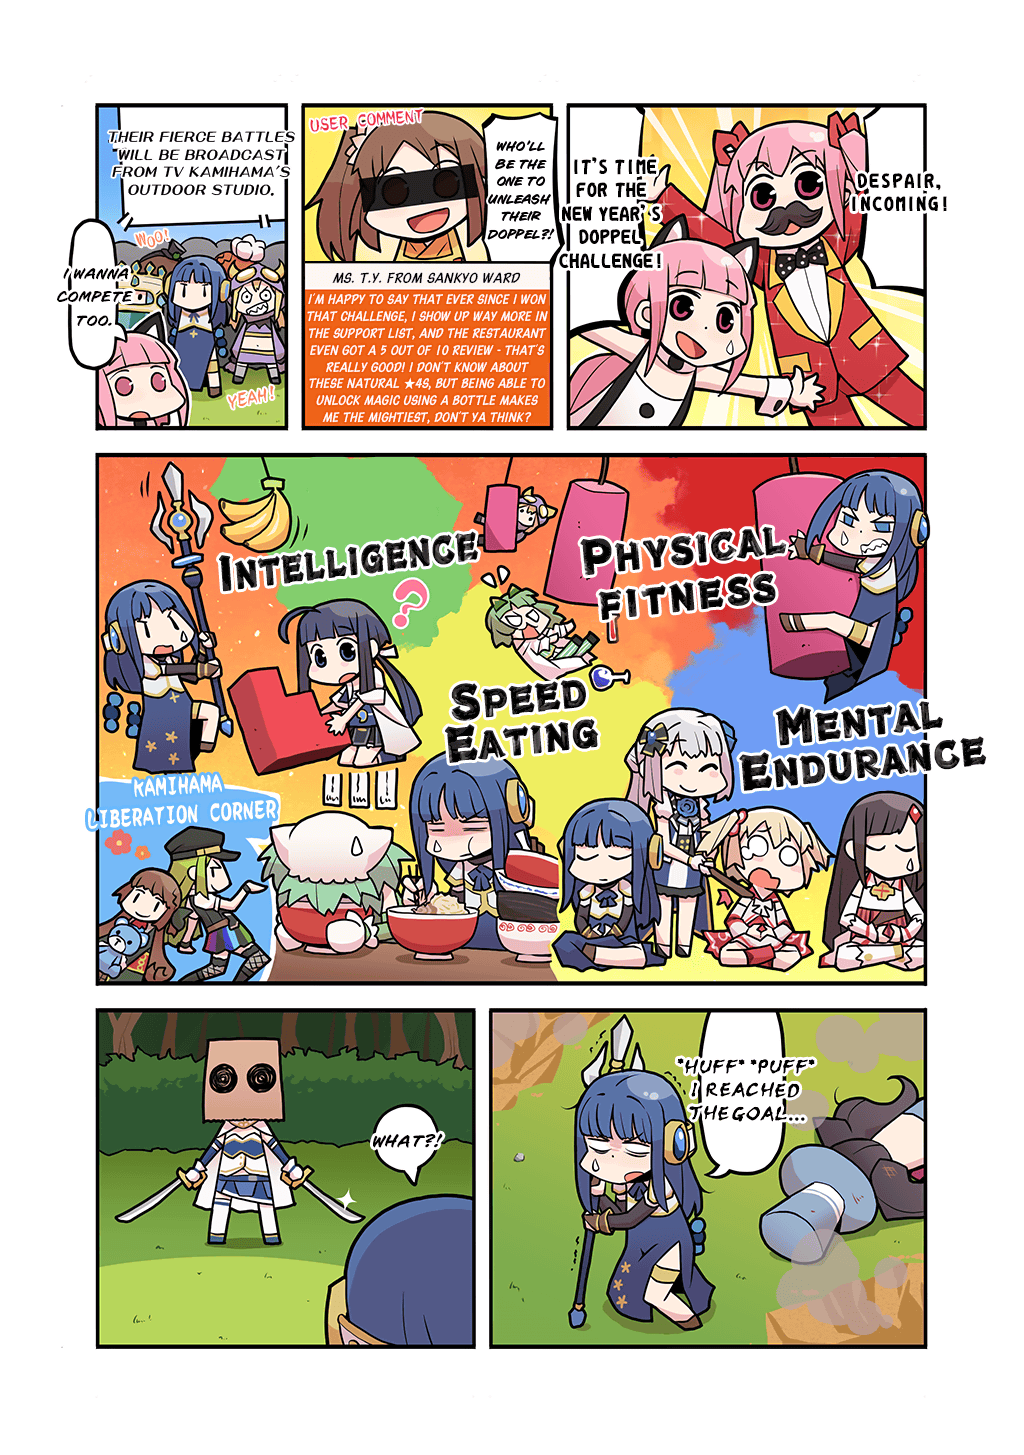 IT'S TIME
FOR THE
NEW YEAR'S
DOPPEL
CHALLENGE!
DESPAIR,
INCOMING!
USER COMMENT
WHO'LL
BE THE
ONE TO
UNLEASH
THEIR
DOPPEL?!
MS. T.Y. FROM SANKYO WARD
I'M HAPPY TO SAY THAT EVER SINCE I WON
THAT CHALLENGE, I SHOW UP WAY MORE IN
THE SUPPORT LIST, AND THE RESTAURANT
EVEN GOT A 5 OUT OF 10 REVIEW - THAT'S
REALLY GOOD! I DON'T KNOW ABOUT
THESE NATURAL ★4S, BUT BEING ABLE TO
UNLOCK MAGIC USING A BOTTLE MAKES
ME THE MIGHTIEST, DON'T YA THINK?
THEIR FIERCE BATTLES
WILL BE BROADCAST
FROM TV KAMIHAMA'S
OUTDOOR STUDIO.
WOO!
I WANNA
COMPETE
TOO.
YEAH!
PHYSICAL
FITNESS
INTELLIGENCE
?
SPEED
EATING
MENTAL
ENDURANCE
KAMIHAMA
LIBERATION CORNER
*HUFF* *PUFF*
I REACHED
THE GOAL...
WHAT?!